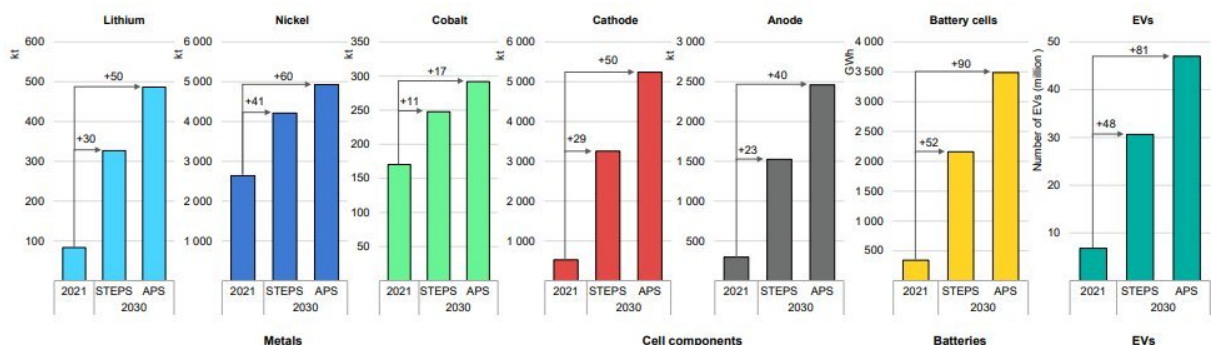 Lithium
kt
600
500
400
300
200
100
+50
+30
2021 STEPS APS
2030
Nickel
kt
6 000
5 000
4 000
3 000
2 000
1 000
+60
+41
2021 STEPS APS
2030
Cobalt
kt
350
300
250
200
150
100
50
+17
+11
2021 STEPS APS
2030
Metals
Cathode
kt
6 000
5 000
4 000
3 000
2 000
1 000
+50
+29
2021 STEPS APS
2030
Anode
kt
3 000
2 500
2 000
1 500
1 000
500
+40
+23
2021 STEPS APS
2030
Cell components
Battery cells
GWh
4 000
3 500
3 000
2 500
2 000
1 500
1 000
500
+90
+52
2021 STEPS APS
2030
Batteries
EVs
Number of EVs (million )
50
40
30
20
10
+81
+48
2021 STEPS APS
2030
EVs